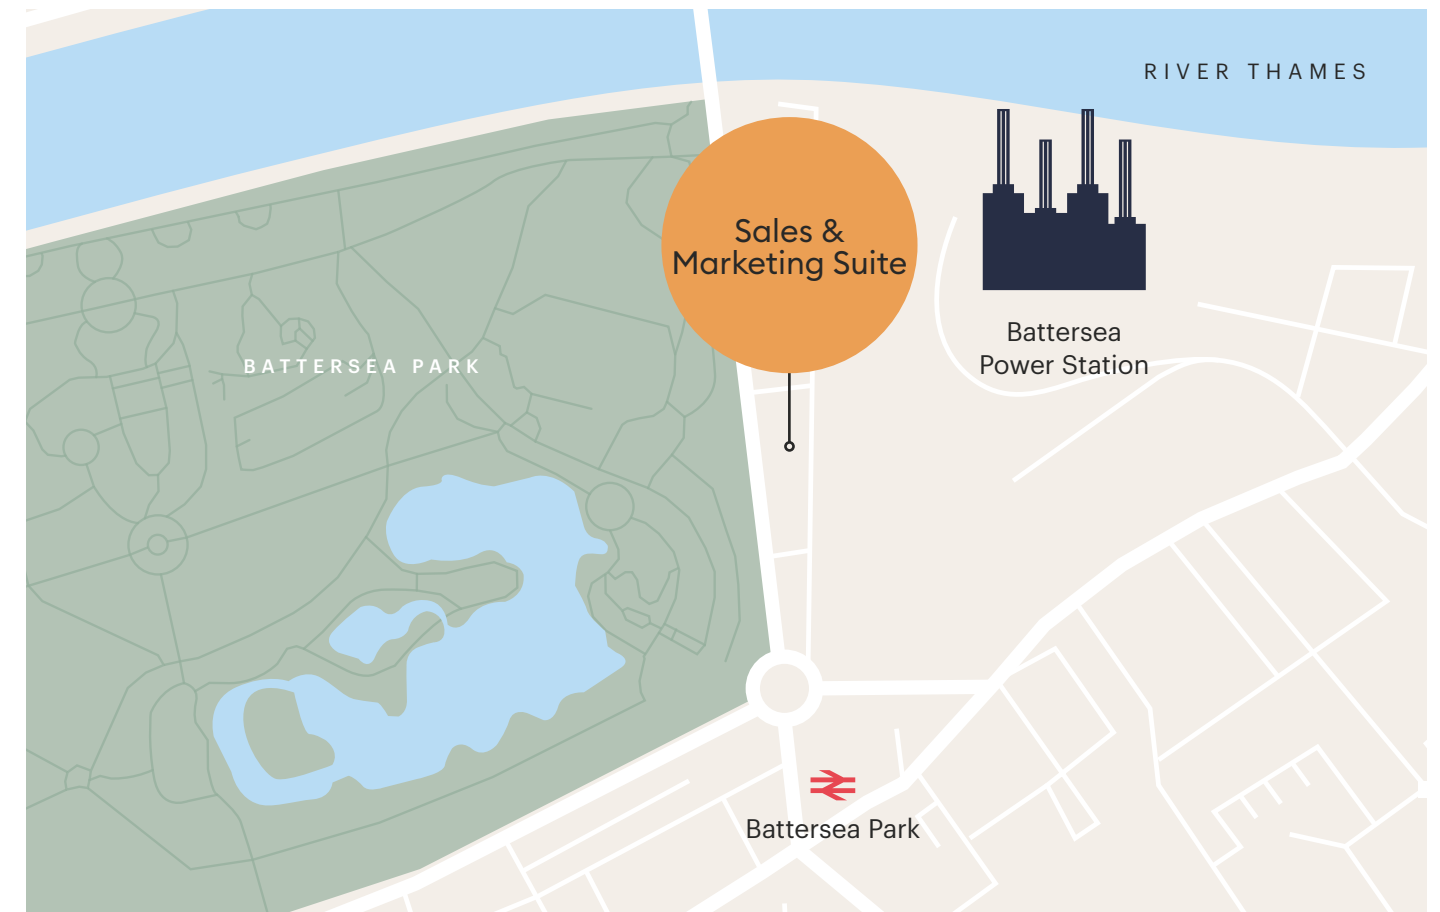 RIVER THAMES
Sales &
Marketing Suite
Battersea
Power Station
BATTERSEA PARK
Battersea Park